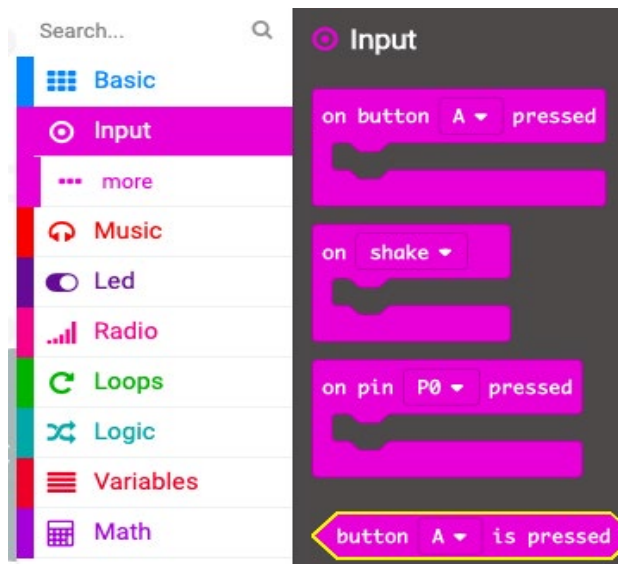 Search...
Basic
Input
more
Music
Led
Radio
Loops
Logic
Variables
Math
Input
on button A pressed
on shake
on pin P0 pressed
button A is pressed